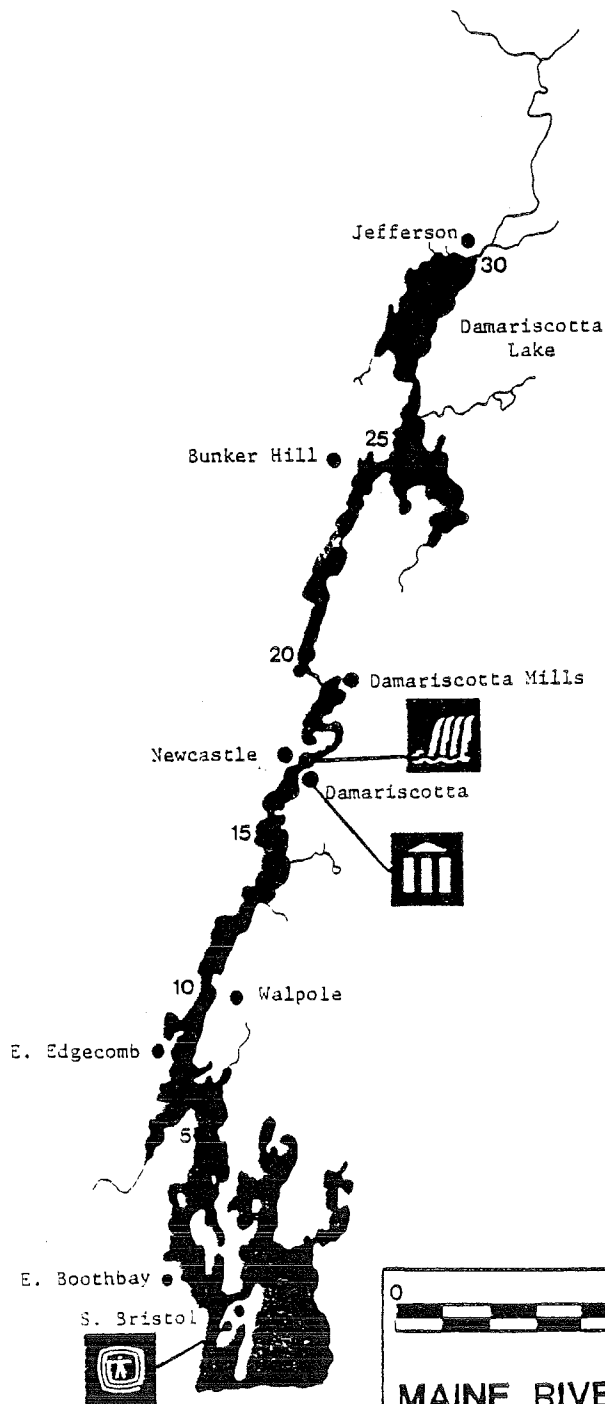 Jefferson
30
Damariscotta
Lake
25
Bunker Hill
20
Damariscotta Mills
Newcastle
Damariscotta
15
10
Walpole
E. Edgecomb
5
E. Boothbay
0
S. Bristol
MAINE RIVE